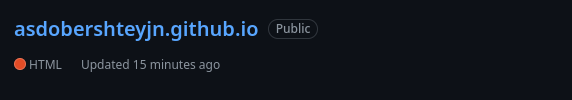 asdobershteyjn.github.io Public
HTML Updated 15 minutes ago